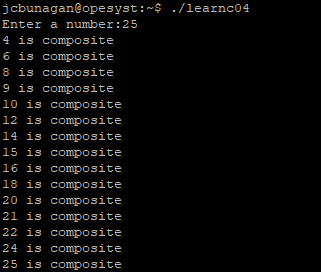 jcbunagan@opesyst:~$ ./learnc04
Enter a number:25
4 is composite
6 is composite
8 is composite
9 is composite
10 is composite
12 is composite
14 is composite
15 is composite
16 is composite
18 is composite
20 is composite
21 is composite
22 is composite
24 is composite
25 is composite